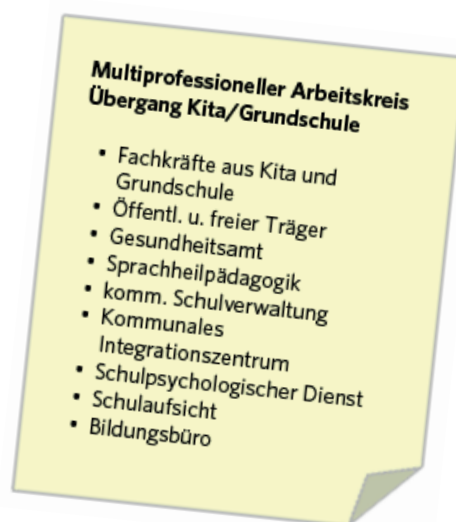 Multiprofessioneller Arbeitskreis
Übergang Kita/Grundschule
• Fachkräfte aus Kita und
Grundschule
• Öffentl. u. freier Träger
• Gesundheitsamt
• Sprachheilpädagogik
• komm. Schulverwaltung
• Kommunales
Integrationszentrum
• Schulpsychologischer Dienst
• Schulaufsicht
• Bildungsbüro